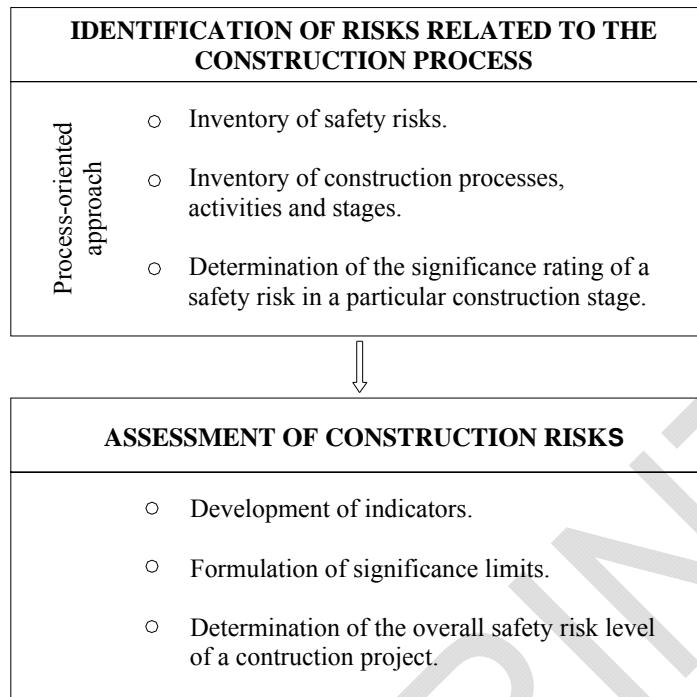 IDENTIFICATION OF RISKS RELATED TO THE
CONSTRUCTION PROCESS
Process-oriented
approach
Inventory of safety risks.
Inventory of construction processes,
activities and stages.
Determination of the significance rating of a
safety risk in a particular construction stage.
ASSESSMENT OF CONSTRUCTION RISKS
Development of indicators.
Formulation of significance limits.
Determination of the overall safety risk level
of a contruction project.